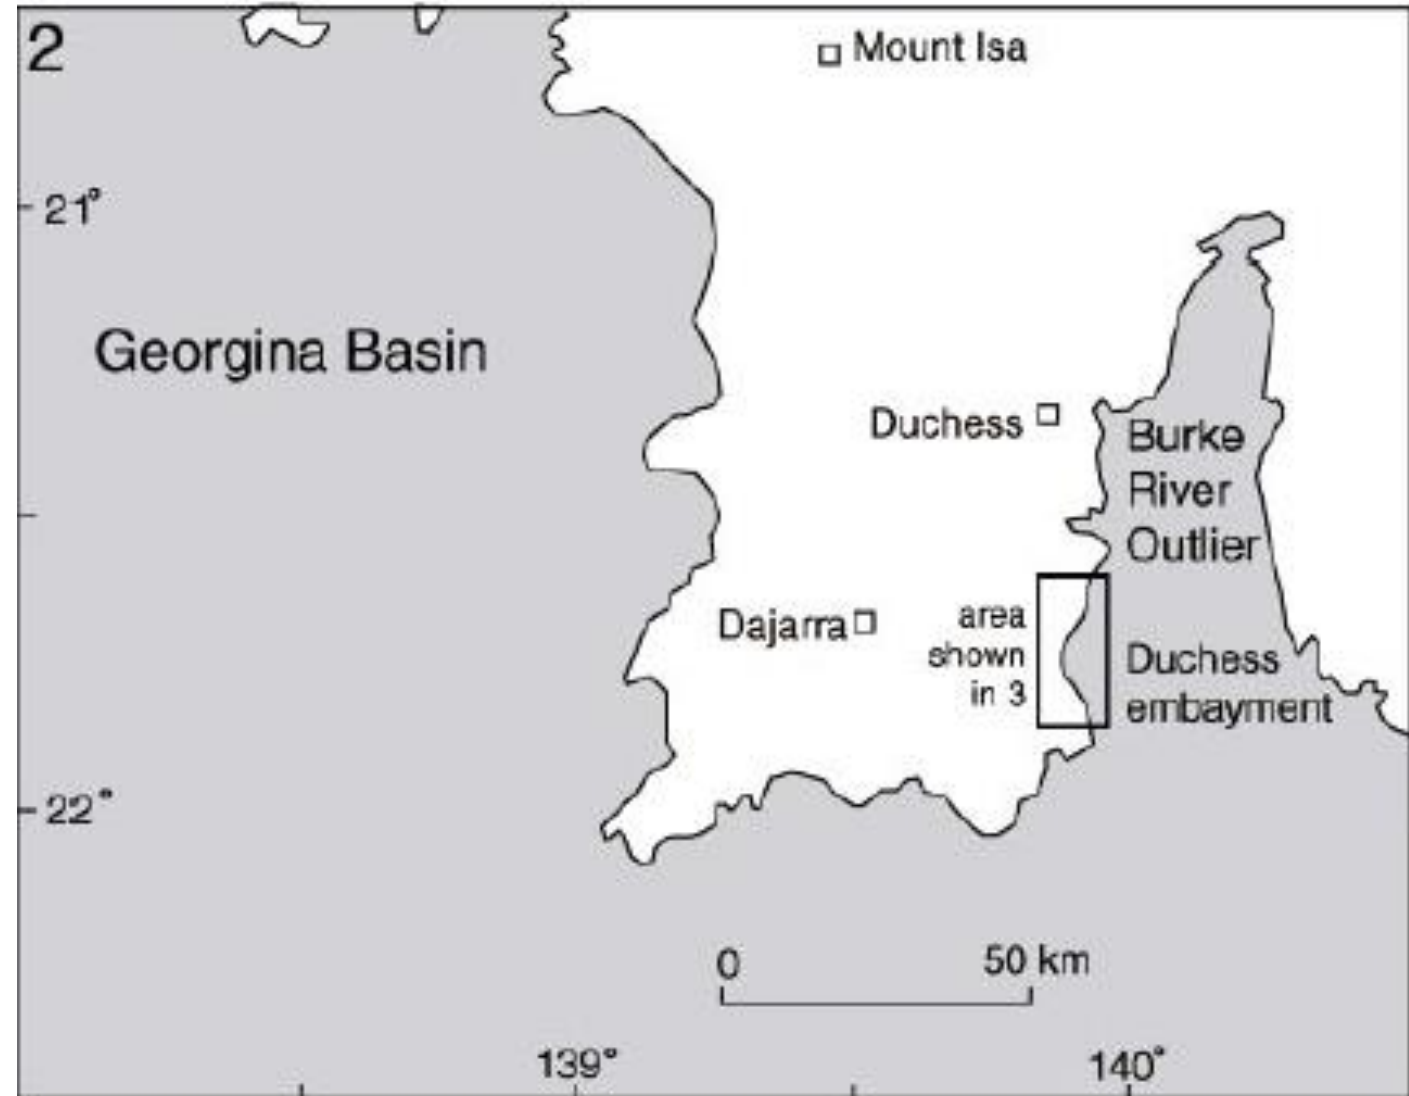 2
Mount Isa
21°
Georgina Basin
Duchess
Burke
River
Outlier
Dajarra
area
shown
in 3
Duchess
embayment
22°
0 50 km
139° 140°